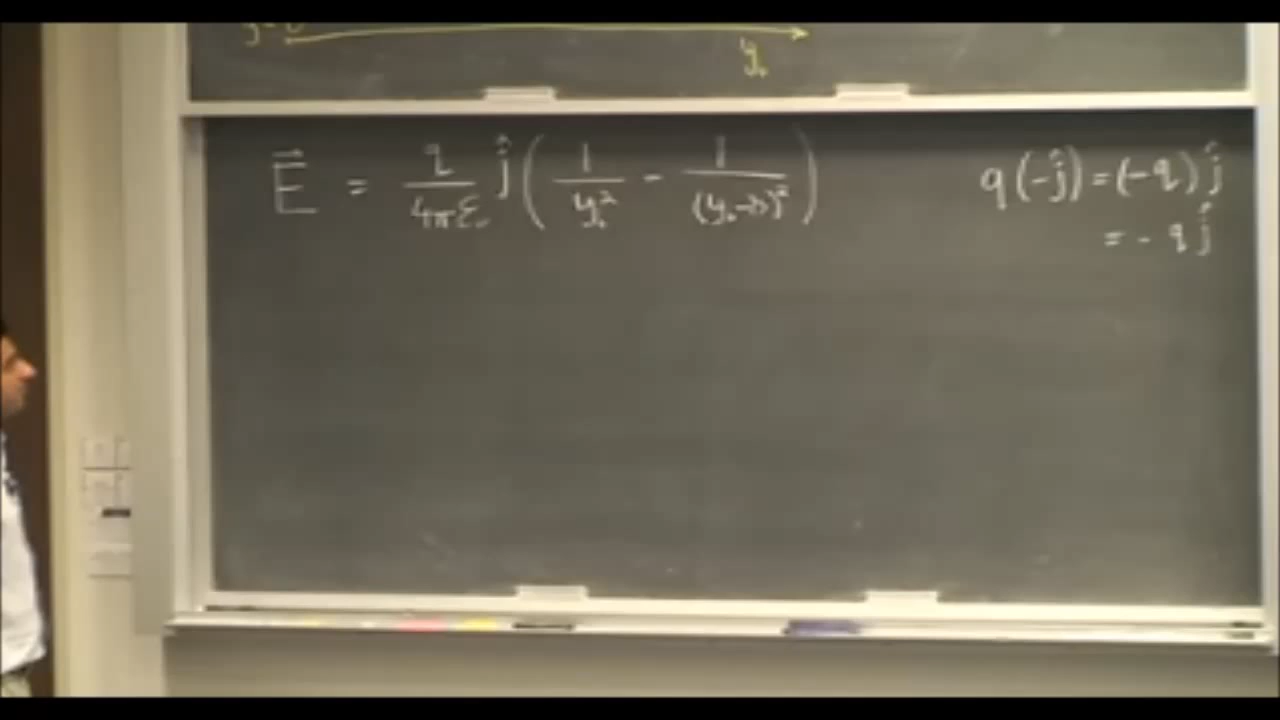 y₀
E⃗ = q/(4πε₀) ĵ ( 1/y₀² - 1/(y₀-D)² )
q(-ĵ) = (-q) ĵ
= - q ĵ